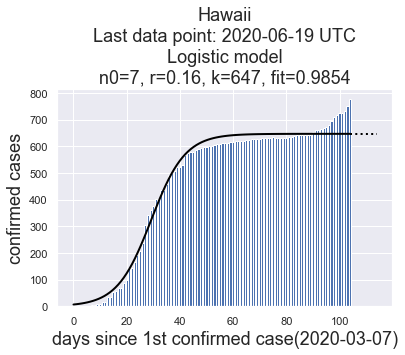 Hawaii
Last data point: 2020-06-19 UTC
Logistic model
n0=7, r=0.16, k=647, fit=0.9854
800
700
600
500
400
300
200
100
0
confirmed cases
0 20 40 60 80 100
days since 1st confirmed case(2020-03-07)